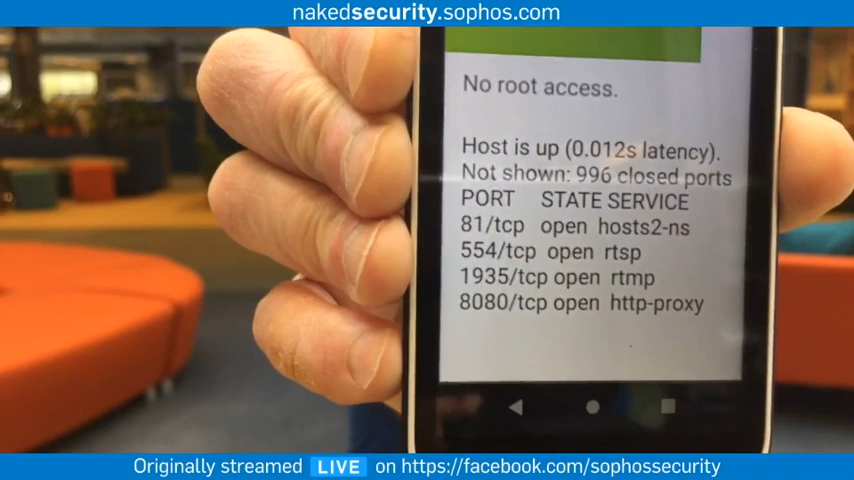 nakedsecurity.sophos.com
No root access.
Host is up (0.012s latency).
Not shown: 996 closed ports
PORT STATE SERVICE
81/tcp open hosts2-ns
554/tcp open rtsp
1935/tcp open rtmp
8080/tcp open http-proxy
Originally streamed LIVE on https://facebook.com/sophossecurity